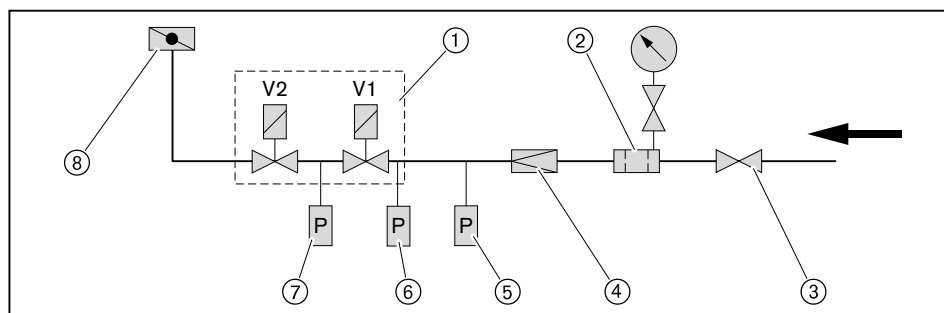 ① ②
V2 V1
⑧
P P P
⑦ ⑥ ⑤ ④ ③